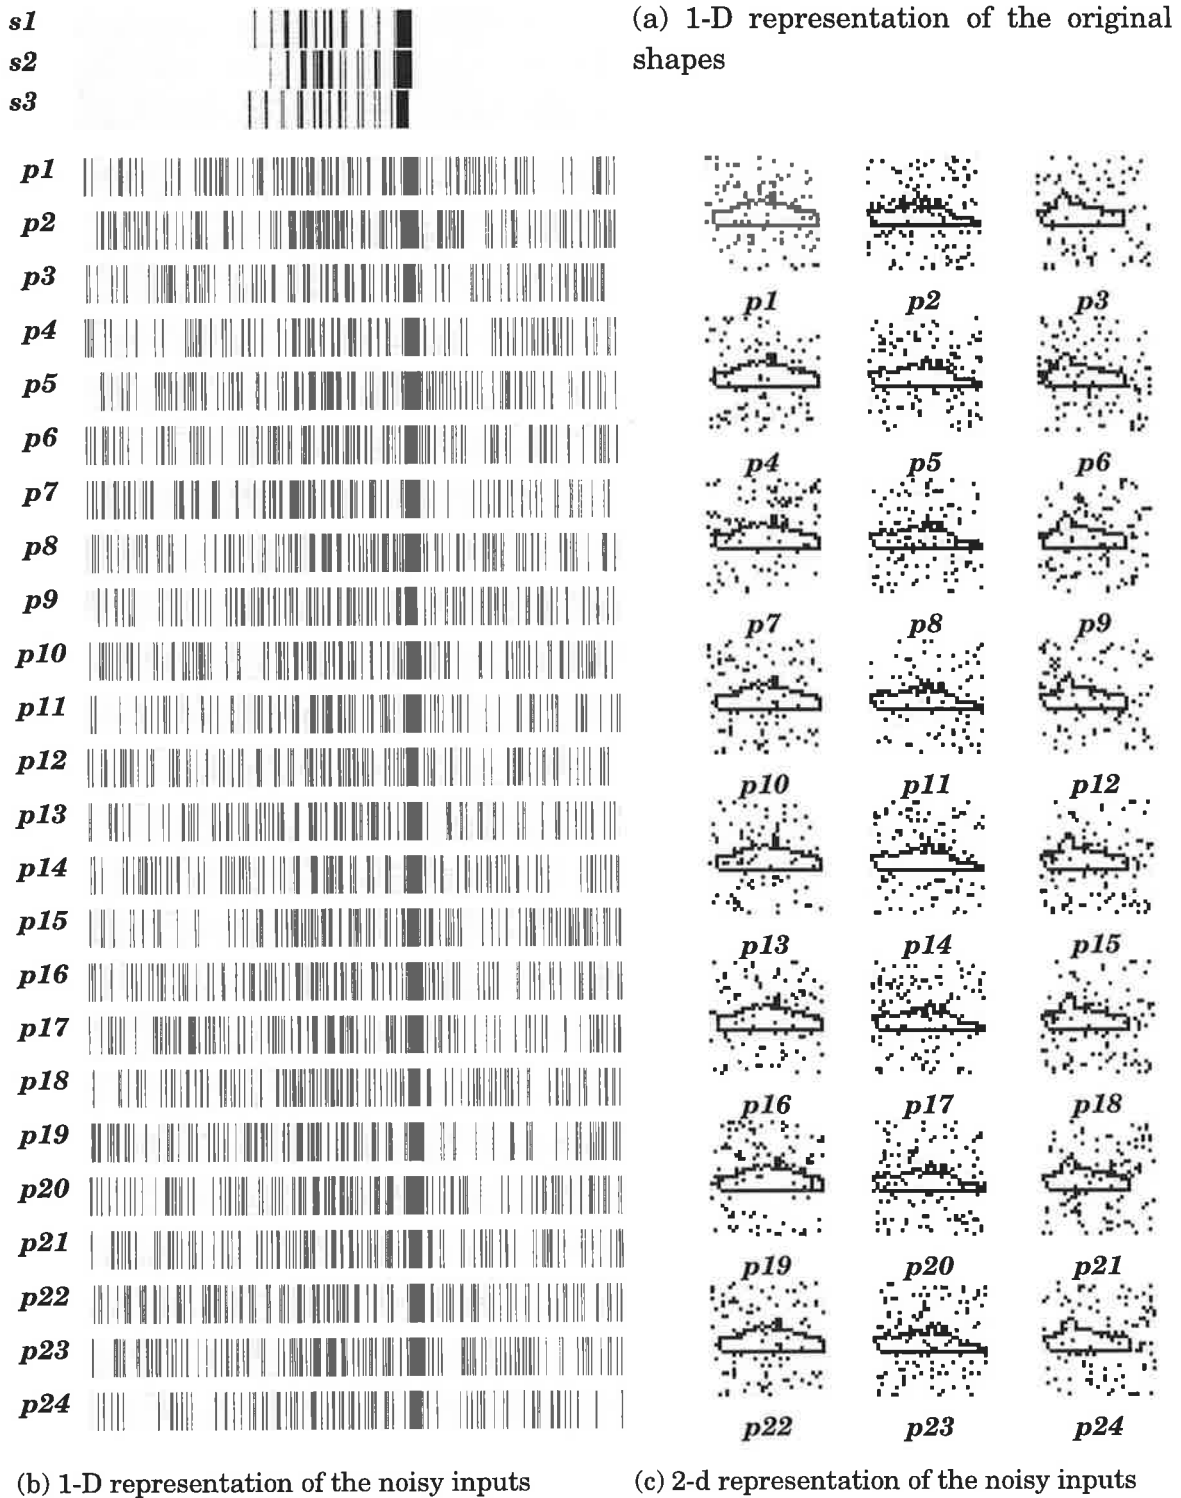 s1
s2
s3
(a) 1-D representation of the original
shapes
p1
p2
p3
p4
p5
p6
p7
p8
p9
p10
p11
p12
p13
p14
p15
p16
p17
p18
p19
p20
p21
p22
p23
p24
(b) 1-D representation of the noisy inputs
p1 p2 p3
p4 p5 p6
p7 p8 p9
p10 p11 p12
p13 p14 p15
p16 p17 p18
p19 p20 p21
p22 p23 p24
(c) 2-d representation of the noisy inputs